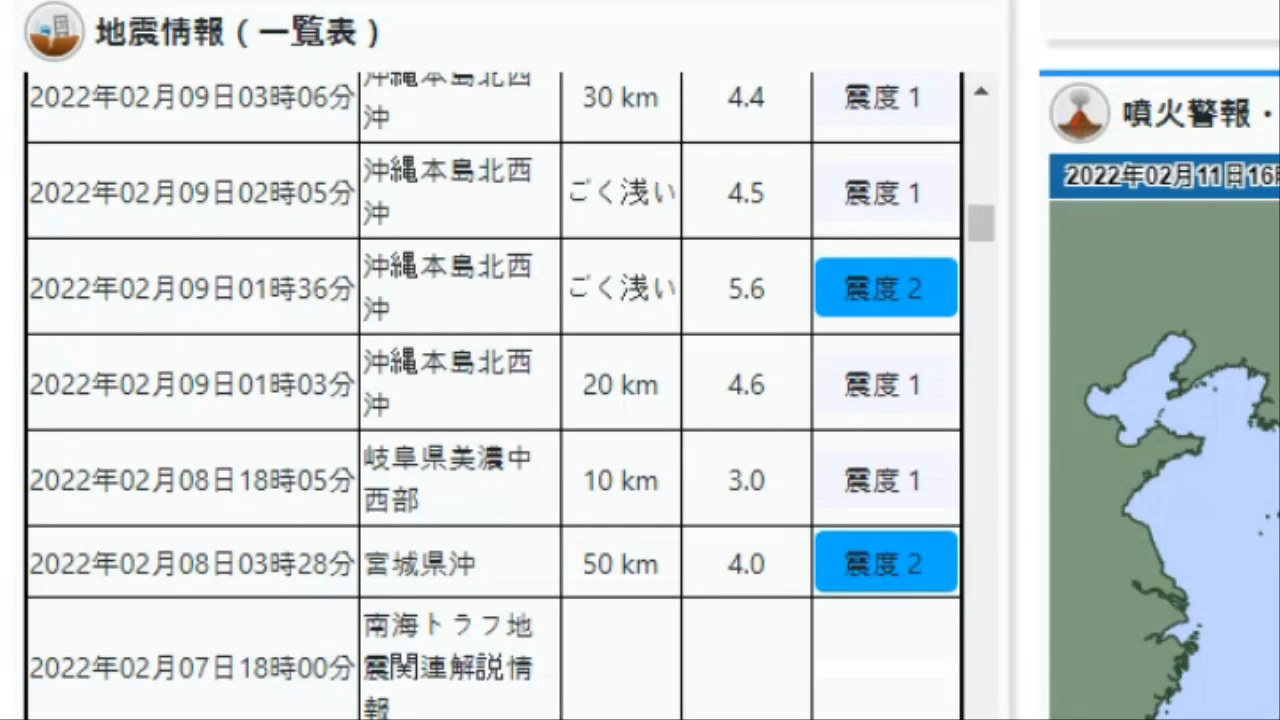 地震情報（一覧表）
2022年02月09日03時06分 沖縄本島北西沖 30 km 4.4 震度1
2022年02月09日02時05分 沖縄本島北西沖 ごく浅い 4.5 震度1
2022年02月09日01時36分 沖縄本島北西沖 ごく浅い 5.6 震度2
2022年02月09日01時03分 沖縄本島北西沖 20 km 4.6 震度1
2022年02月08日18時05分 岐阜県美濃中西部 10 km 3.0 震度1
2022年02月08日03時28分 宮城県沖 50 km 4.0 震度2
2022年02月07日18時00分 南海トラフ地震関連解説情報
噴火警報・
2022年02月11日16